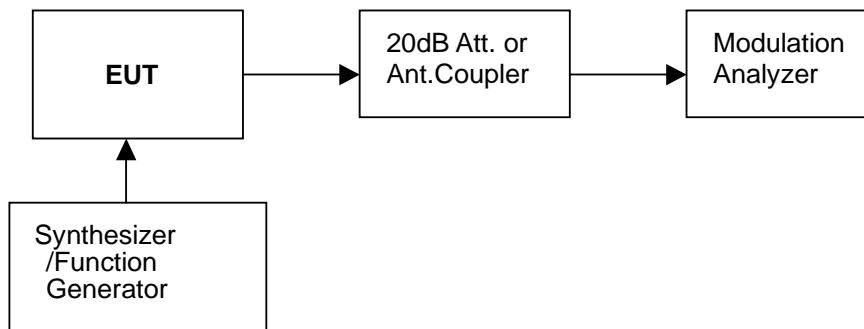 EUT
20dB Att. or
Ant.Coupler
Modulation
Analyzer
Synthesizer
/Function
Generator